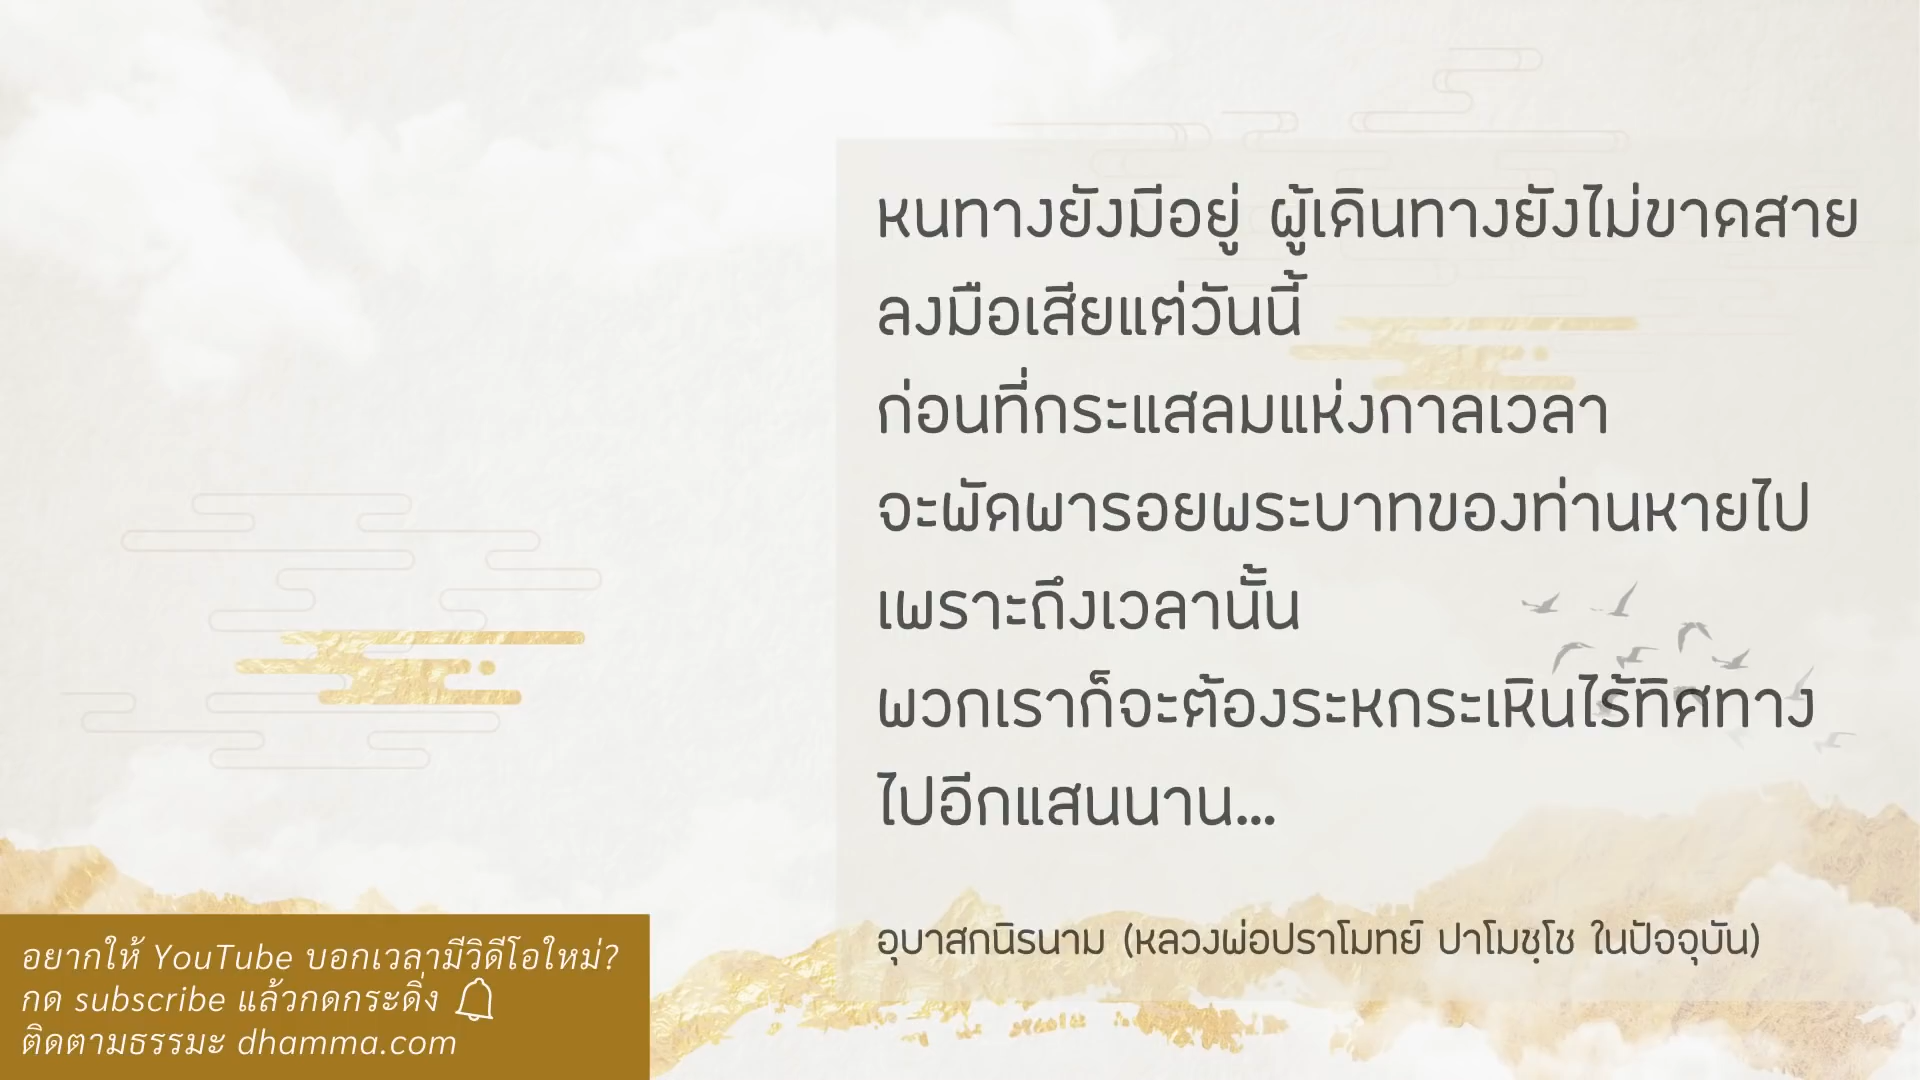 หนทางยังมีอยู่ ผู้เดินทางยังไม่ขาดสาย
ลงมือเสียแต่วันนี้
ก่อนที่กระแสลมแห่งกาลเวลา
จะพัดพารอยพระบาทของท่านหายไป
เพราะถึงเวลานั้น
พวกเราก็จะต้องระหกระเหินไร้ทิศทาง
ไปอีกแสนนาน...
อุบาสกนิรนาม (หลวงพ่อปราโมทย์ ปาโมชฺโช ในปัจจุบัน)
อยากให้ YouTube บอกเวลามีวิดีโอใหม่?
กด subscribe แล้วกดกระดิ่ง
ติดตามธรรมะ dhamma.com